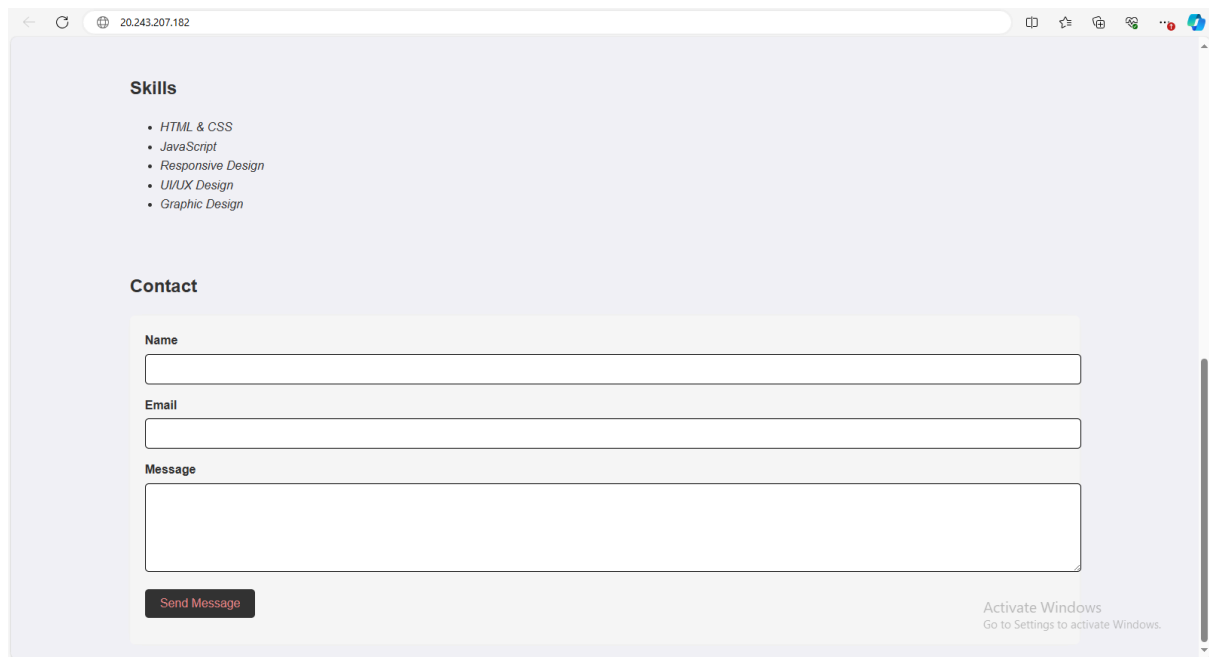 20.243.207.182
Skills
HTML & CSS
JavaScript
Responsive Design
UI/UX Design
Graphic Design
Contact
Name
Email
Message
Send Message
Activate Windows
Go to Settings to activate Windows.